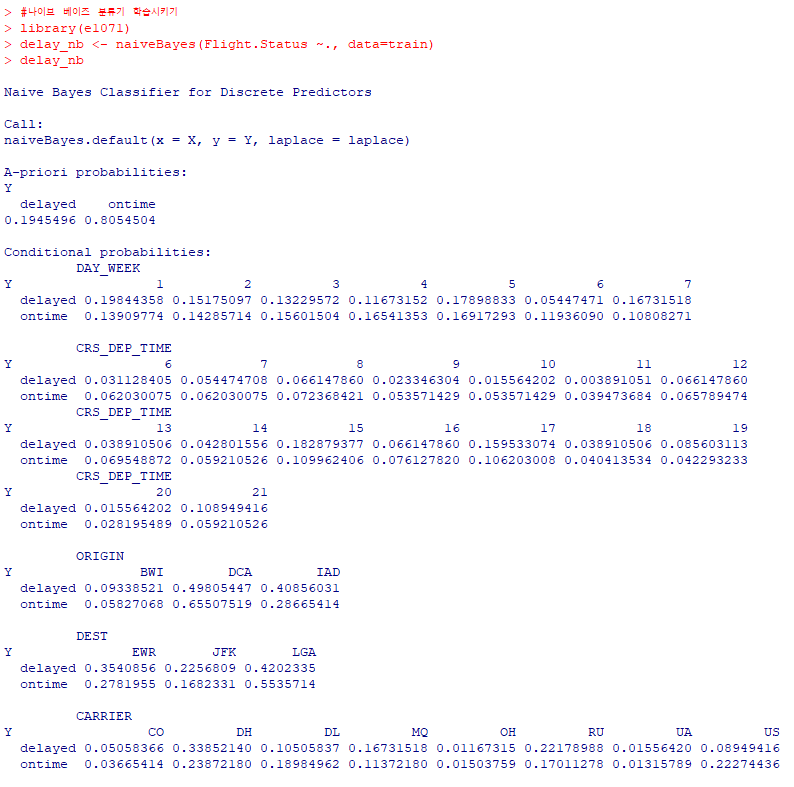 > #나이브 베이즈 분류기 학습시키기
> library(e1071)
> delay_nb <- naiveBayes(Flight.Status ~., data=train)
> delay_nb

Naive Bayes Classifier for Discrete Predictors

Call:
naiveBayes.default(x = X, y = Y, laplace = laplace)

A-priori probabilities:
Y
  delayed    ontime
0.1945496 0.8054504

Conditional probabilities:
         DAY_WEEK
Y                  1          2          3          4          5          6          7
  delayed 0.19844358 0.15175097 0.13229572 0.11673152 0.17898833 0.05447471 0.16731518
  ontime  0.13909774 0.14285714 0.15601504 0.16541353 0.16917293 0.11936090 0.10808271

         CRS_DEP_TIME
Y                   6           7           8           9          10          11          12
  delayed 0.031128405 0.054474708 0.066147860 0.023346304 0.015564202 0.003891051 0.066147860
  ontime  0.062030075 0.062030075 0.072368421 0.053571429 0.053571429 0.039473684 0.065789474
         CRS_DEP_TIME
Y                  13          14          15          16          17          18          19
  delayed 0.038910506 0.042801556 0.182879377 0.066147860 0.159533074 0.038910506 0.085603113
  ontime  0.069548872 0.059210526 0.109962406 0.076127820 0.106203008 0.040413534 0.042293233
         CRS_DEP_TIME
Y                  20          21
  delayed 0.015564202 0.108949416
  ontime  0.028195489 0.059210526

         ORIGIN
Y                BWI        DCA        IAD
  delayed 0.09338521 0.49805447 0.40856031
  ontime  0.05827068 0.65507519 0.28665414

         DEST
Y               EWR       JFK       LGA
  delayed 0.3540856 0.2256809 0.4202335
  ontime  0.2781955 0.1682331 0.5535714

         CARRIER
Y                 CO         DH         DL         MQ         OH         RU         UA         US
  delayed 0.05058366 0.33852140 0.10505837 0.16731518 0.01167315 0.22178988 0.01556420 0.08949416
  ontime  0.03665414 0.23872180 0.18984962 0.11372180 0.01503759 0.17011278 0.01315789 0.22274436